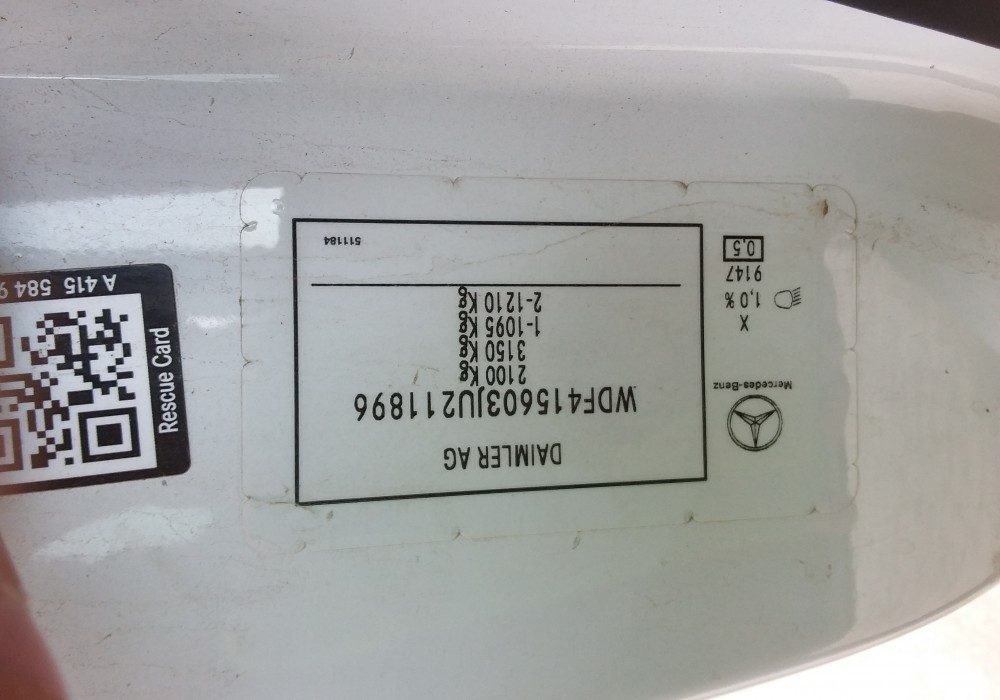 DAIMLER AG
WDF415603JU211896
2100 Kg
3150 Kg
1-1095 Kg
2-1210 Kg
511184
Mercedes-Benz
X
1,0%
9147
0,5
Rescue Card
A 415 584 9